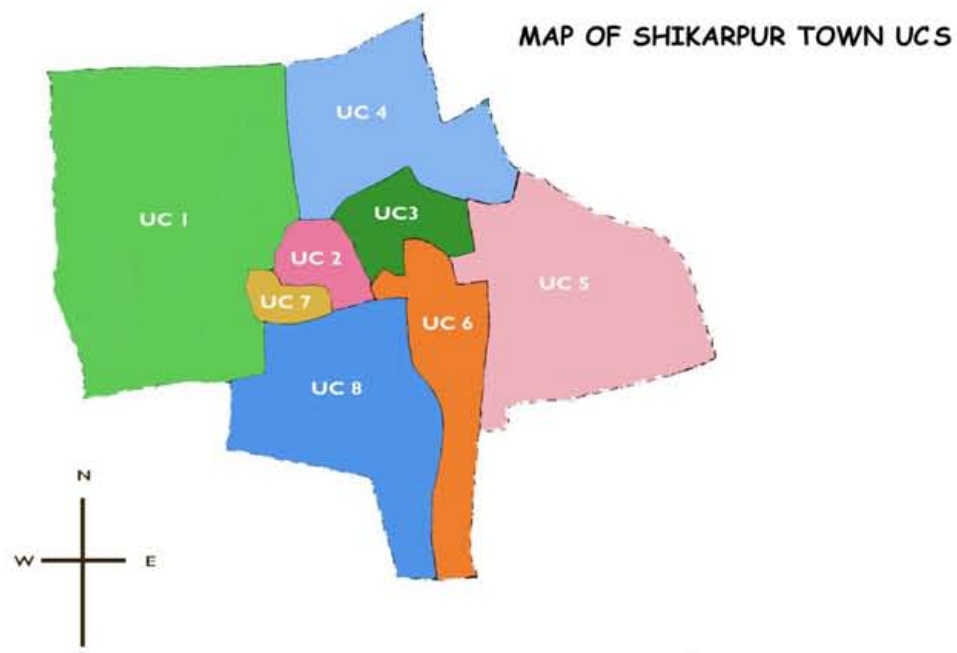 MAP OF SHIKARPUR TOWN UCS
UC 4
UC 1
UC3
UC 2
UC 5
UC 7
UC 6
UC 8
N
W E